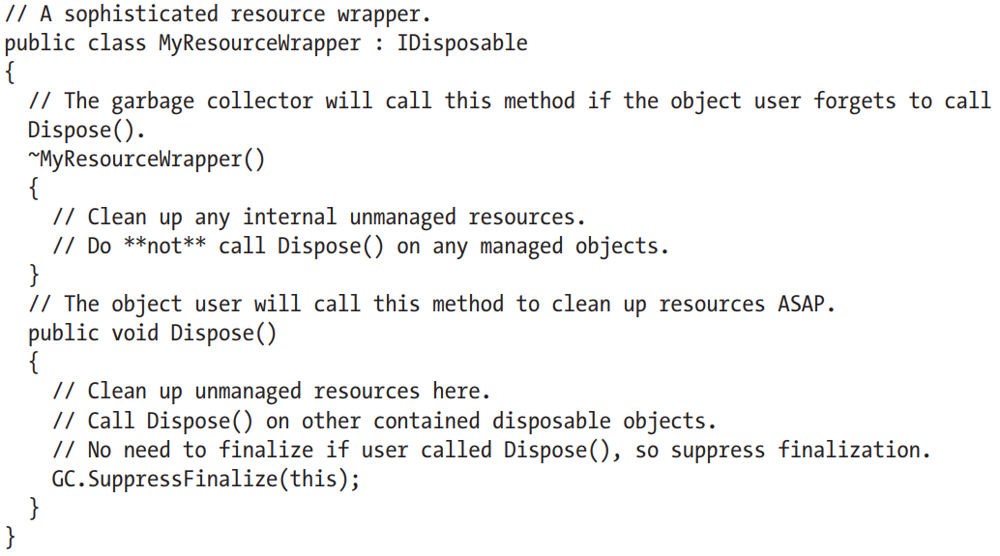 // A sophisticated resource wrapper.
public class MyResourceWrapper : IDisposable
{
  // The garbage collector will call this method if the object user forgets to call
  Dispose().
  ~MyResourceWrapper()
  {
    // Clean up any internal unmanaged resources.
    // Do **not** call Dispose() on any managed objects.
  }
  // The object user will call this method to clean up resources ASAP.
  public void Dispose()
  {
    // Clean up unmanaged resources here.
    // Call Dispose() on other contained disposable objects.
    // No need to finalize if user called Dispose(), so suppress finalization.
    GC.SuppressFinalize(this);
  }
}